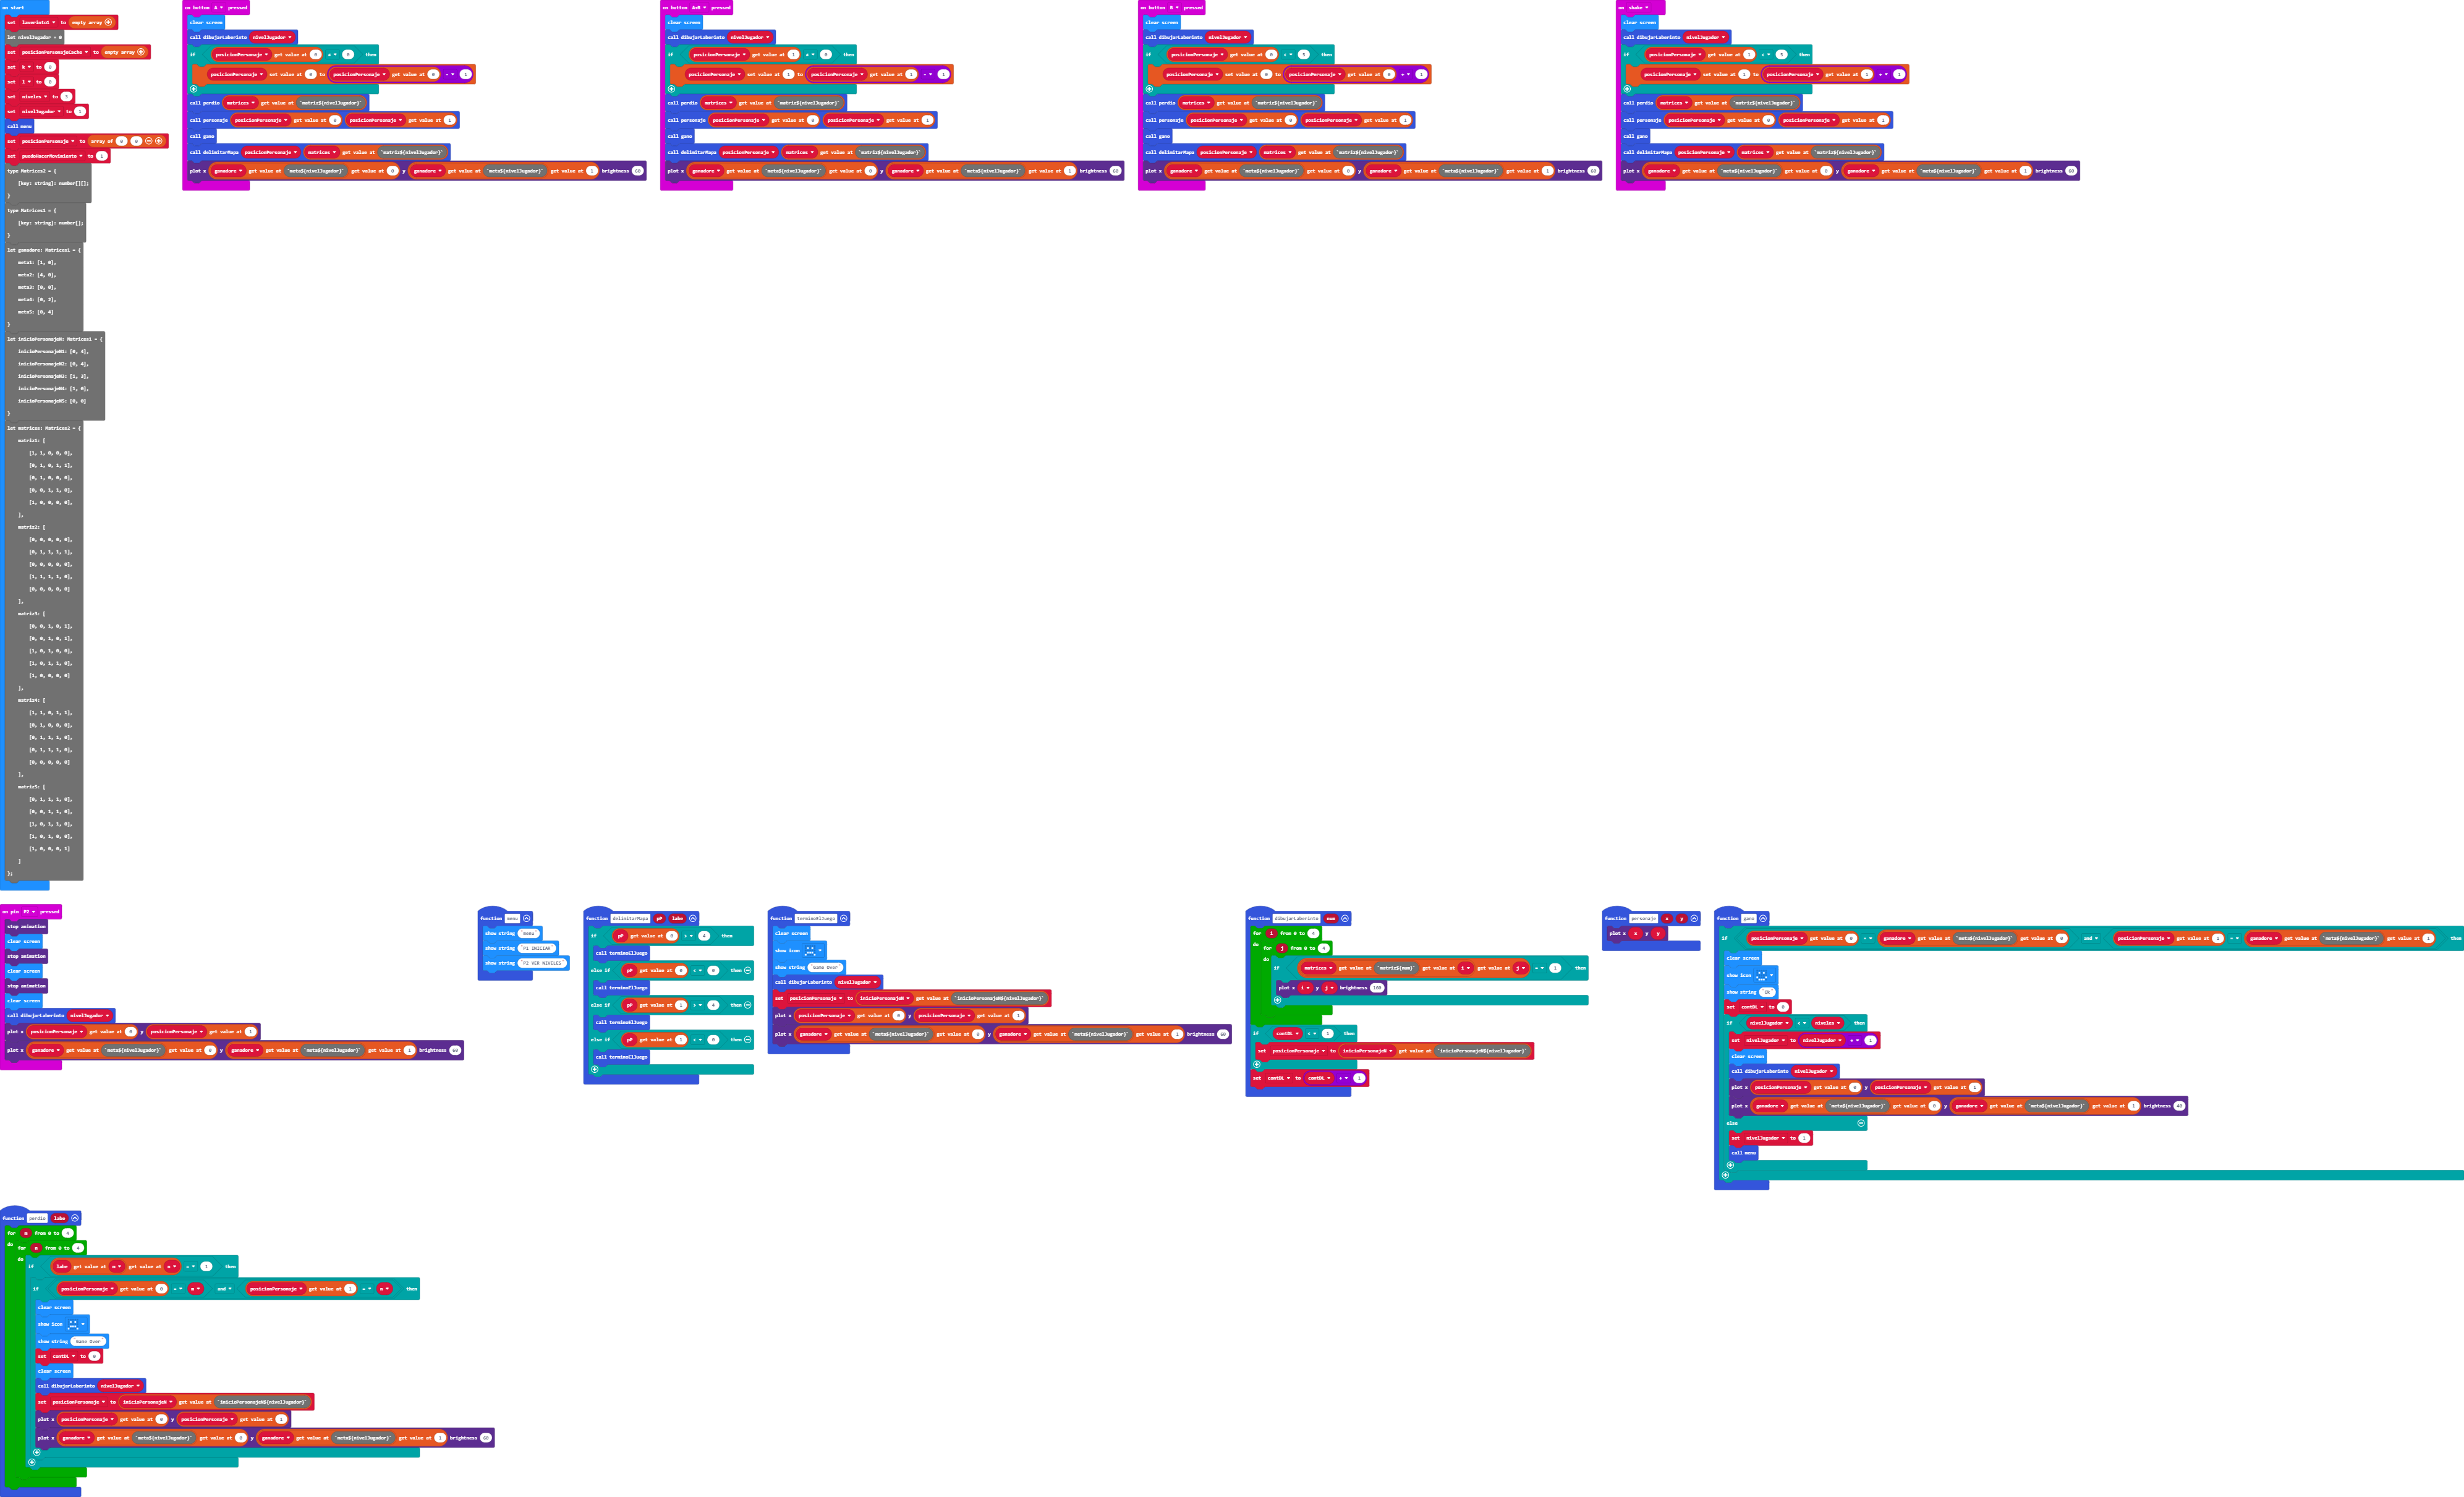 on start
set laverinto1 to empty array
let nivelJugador = 0
set posicionPersonajeCache to empty array
set k to 0
set l to 0
set niveles to
set nivelJugador to 1
call menu
set posicionPersonaje to array of 0 0
set puedeHacerMovimiento to 1
type Matrices2 = {
[key: string]: number[][];
}
type Matrices1 = {
[key: string]: number[];
}
let ganadore: Matrices1 = {
meta1: [1, 0],
meta2: [4, 0],
meta3: [0, 0],
meta4: [0, 2],
meta5: [0, 4]
}
let inicioPersonajeN: Matrices1 = {
inicioPersonajeN1: [0, 4],
inicioPersonajeN2: [0, 4],
inicioPersonajeN3: [1, 3],
inicioPersonajeN4: [1, 0],
inicioPersonajeN5: [0, 0]
}
let matrices: Matrices2 = {
matriz1: [
[1, 1, 0, 0, 0],
[0, 1, 0, 1, 1],
[0, 1, 0, 0, 0],
[0, 0, 1, 1, 0],
[1, 0, 0, 0, 0],
],
matriz2: [
[0, 0, 0, 0, 0],
[0, 1, 1, 1, 1],
[0, 0, 0, 0, 0],
[1, 1, 1, 1, 0],
[0, 0, 0, 0, 0]
],
matriz3: [
[0, 0, 1, 0, 1],
[0, 0, 1, 0, 1],
[1, 0, 1, 0, 0],
[1, 0, 1, 1, 0],
[1, 0, 0, 0, 0]
],
matriz4: [
[1, 1, 0, 1, 1],
[0, 1, 0, 0, 0],
[0, 1, 1, 1, 0],
[0, 1, 1, 1, 0],
[0, 0, 0, 0, 0]
],
matriz5: [
[0, 1, 1, 1, 0],
[0, 0, 1, 1, 0],
[1, 0, 1, 1, 0],
[1, 0, 1, 0, 0],
[1, 0, 0, 0, 1]
]
};
on button A pressed
clear screen
call dibujarLaberinto nivelJugador
if posicionPersonaje get value at 0 ≥ 0 then
posicionPersonaje set value at 0 to posicionPersonaje get value at 0 - 1
call perdio matrices get value at `matriz${nivelJugador}`
call personaje posicionPersonaje get value at 0 posicionPersonaje get value at 1
call gano
call delimitarMapa posicionPersonaje matrices get value at `matriz${nivelJugador}`
plot x ganadore get value at `meta${nivelJugador}` get value at 0 y ganadore get value at `meta${nivelJugador}` get value at 1 brightness 60
on button A+B pressed
clear screen
call dibujarLaberinto nivelJugador
if posicionPersonaje get value at 1 ≥ 0 then
posicionPersonaje set value at 1 to posicionPersonaje get value at 1 - 1
call perdio matrices get value at `matriz${nivelJugador}`
call personaje posicionPersonaje get value at 0 posicionPersonaje get value at 1
call gano
call delimitarMapa posicionPersonaje matrices get value at `matriz${nivelJugador}`
plot x ganadore get value at `meta${nivelJugador}` get value at 0 y ganadore get value at `meta${nivelJugador}` get value at 1 brightness 60
on button B pressed
clear screen
call dibujarLaberinto nivelJugador
if posicionPersonaje get value at 0 < 5 then
posicionPersonaje set value at 0 to posicionPersonaje get value at 0 + 1
call perdio matrices get value at `matriz${nivelJugador}`
call personaje posicionPersonaje get value at 0 posicionPersonaje get value at 1
call gano
call delimitarMapa posicionPersonaje matrices get value at `matriz${nivelJugador}`
plot x ganadore get value at `meta${nivelJugador}` get value at 0 y ganadore get value at `meta${nivelJugador}` get value at 1 brightness 60
on shake
clear screen
call dibujarLaberinto nivelJugador
if posicionPersonaje get value at 1 < 5 then
posicionPersonaje set value at 1 to posicionPersonaje get value at 1 + 1
call perdio matrices get value at `matriz${nivelJugador}`
call personaje posicionPersonaje get value at 0 posicionPersonaje get value at 1
call gano
call delimitarMapa posicionPersonaje matrices get value at `matriz${nivelJugador}`
plot x ganadore get value at `meta${nivelJugador}` get value at 0 y ganadore get value at `meta${nivelJugador}` get value at 1 brightness 60
on pin P2 pressed
stop animation
clear screen
stop animation
clear screen
stop animation
clear screen
call dibujarLaberinto nivelJugador
plot x posicionPersonaje get value at 0 y posicionPersonaje get value at 1
plot x ganadore get value at `meta${nivelJugador}` get value at 0 y ganadore get value at `meta${nivelJugador}` get value at 1 brightness 60
function menu
show string menu
show string P1 INICIAR
show string P2 VER NIVELES
function delimitarMapa pP labe
if pP get value at 0 > 4 then
call terminoElJuego
else if pP get value at 0 < 0 then
call terminoElJuego
else if pP get value at 1 > 4 then
call terminoElJuego
else if pP get value at 1 < 0 then
call terminoElJuego
function terminoElJuego
clear screen
show icon
show string Game Over
call dibujarLaberinto nivelJugador
set posicionPersonaje to inicioPersonajeN get value at `inicioPersonajeN${nivelJugador}`
plot x posicionPersonaje get value at 0 y posicionPersonaje get value at 1
plot x ganadore get value at `meta${nivelJugador}` get value at 0 y ganadore get value at `meta${nivelJugador}` get value at 1 brightness 60
function dibujarLaberinto num
for i from 0 to 4
do for j from 0 to 4
do if matrices get value at `matriz${num}` get value at i get value at j = 1 then
plot x i y j brightness 100
if contDL < 1 then
set posicionPersonaje to inicioPersonajeN get value at `inicioPersonajeN${nivelJugador}`
set contDL to contDL + 1
function personaje x y
plot x x y y
function gano
if posicionPersonaje get value at 0 = ganadore get value at `meta${nivelJugador}` get value at 0 and posicionPersonaje get value at 1 = ganadore get value at `meta${nivelJugador}` get value at 1 then
clear screen
show icon
show string Ok
set contDL to 0
if nivelJugador < niveles then
set nivelJugador to nivelJugador + 1
clear screen
call dibujarLaberinto nivelJugador
plot x posicionPersonaje get value at 0 y posicionPersonaje get value at 1
plot x ganadore get value at `meta${nivelJugador}` get value at 0 y ganadore get value at `meta${nivelJugador}` get value at 1 brightness 60
else
set nivelJugador to 1
call menu
function perdio labe
for m from 0 to 4
do for n from 0 to 4
do if labe get value at m get value at n = 1 then
if posicionPersonaje get value at 0 = m and posicionPersonaje get value at 1 = n then
clear screen
show icon
show string Game Over
set contDL to 0
clear screen
call dibujarLaberinto nivelJugador
set posicionPersonaje to inicioPersonajeN get value at `inicioPersonajeN${nivelJugador}`
plot x posicionPersonaje get value at 0 y posicionPersonaje get value at 1
plot x ganadore get value at `meta${nivelJugador}` get value at 0 y ganadore get value at `meta${nivelJugador}` get value at 1 brightness 60